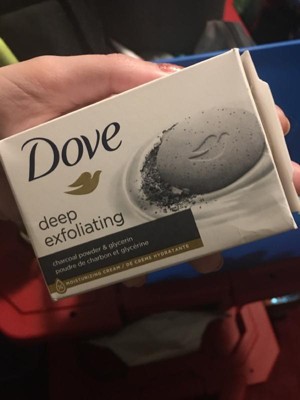 Dove
deep
exfoliating
charcoal powder & glycerin
poudre de charbon et glycérine
MOISTURIZING CREAM / DE CRÈME HYDRATANTE